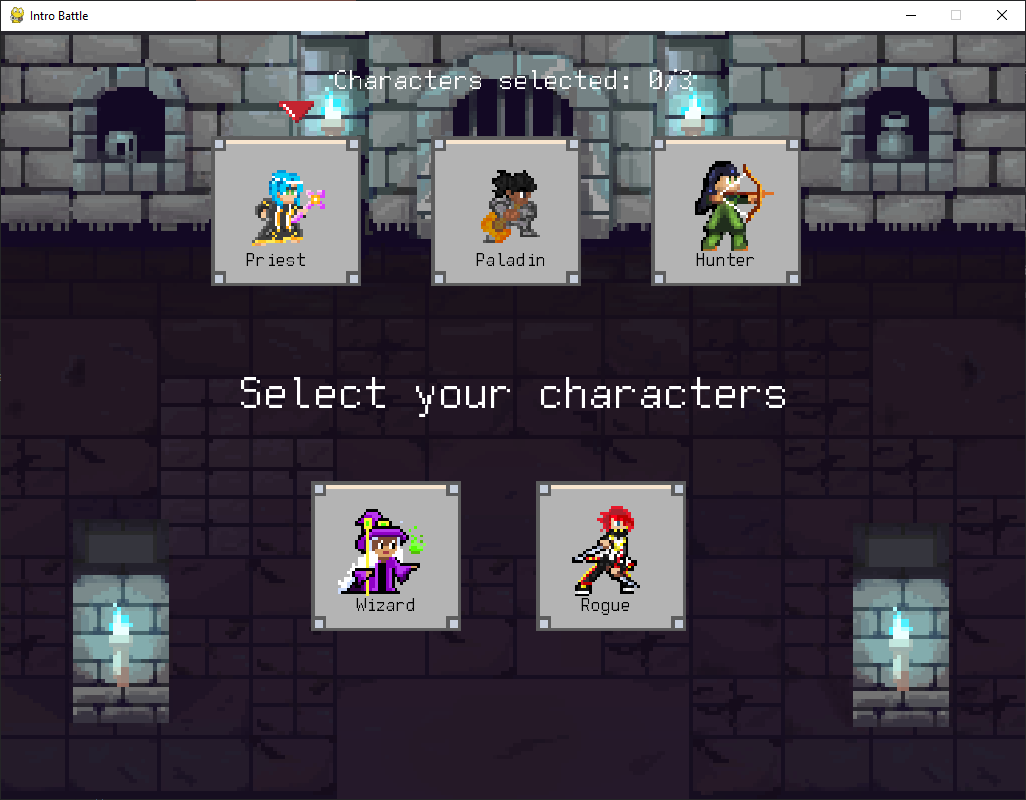 Intro Battle
Characters selected: 0/3
Priest
Paladin
Hunter
Select your characters
Wizard
Rogue